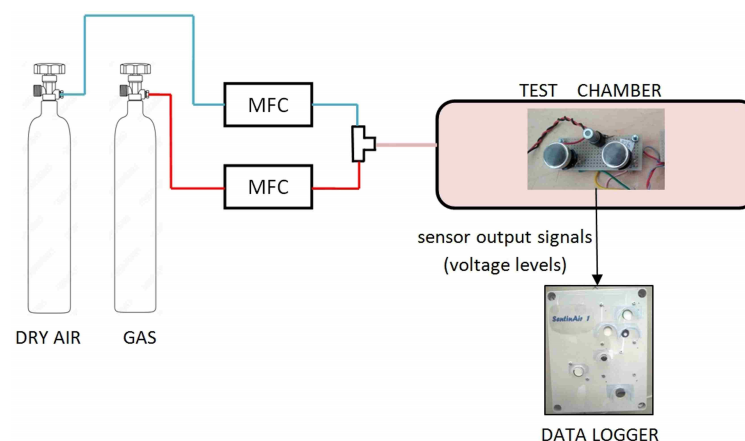 MFC
MFC
TEST CHAMBER
sensor output signals
(voltage levels)
SentinAir 1
DRY AIR
GAS
DATA LOGGER